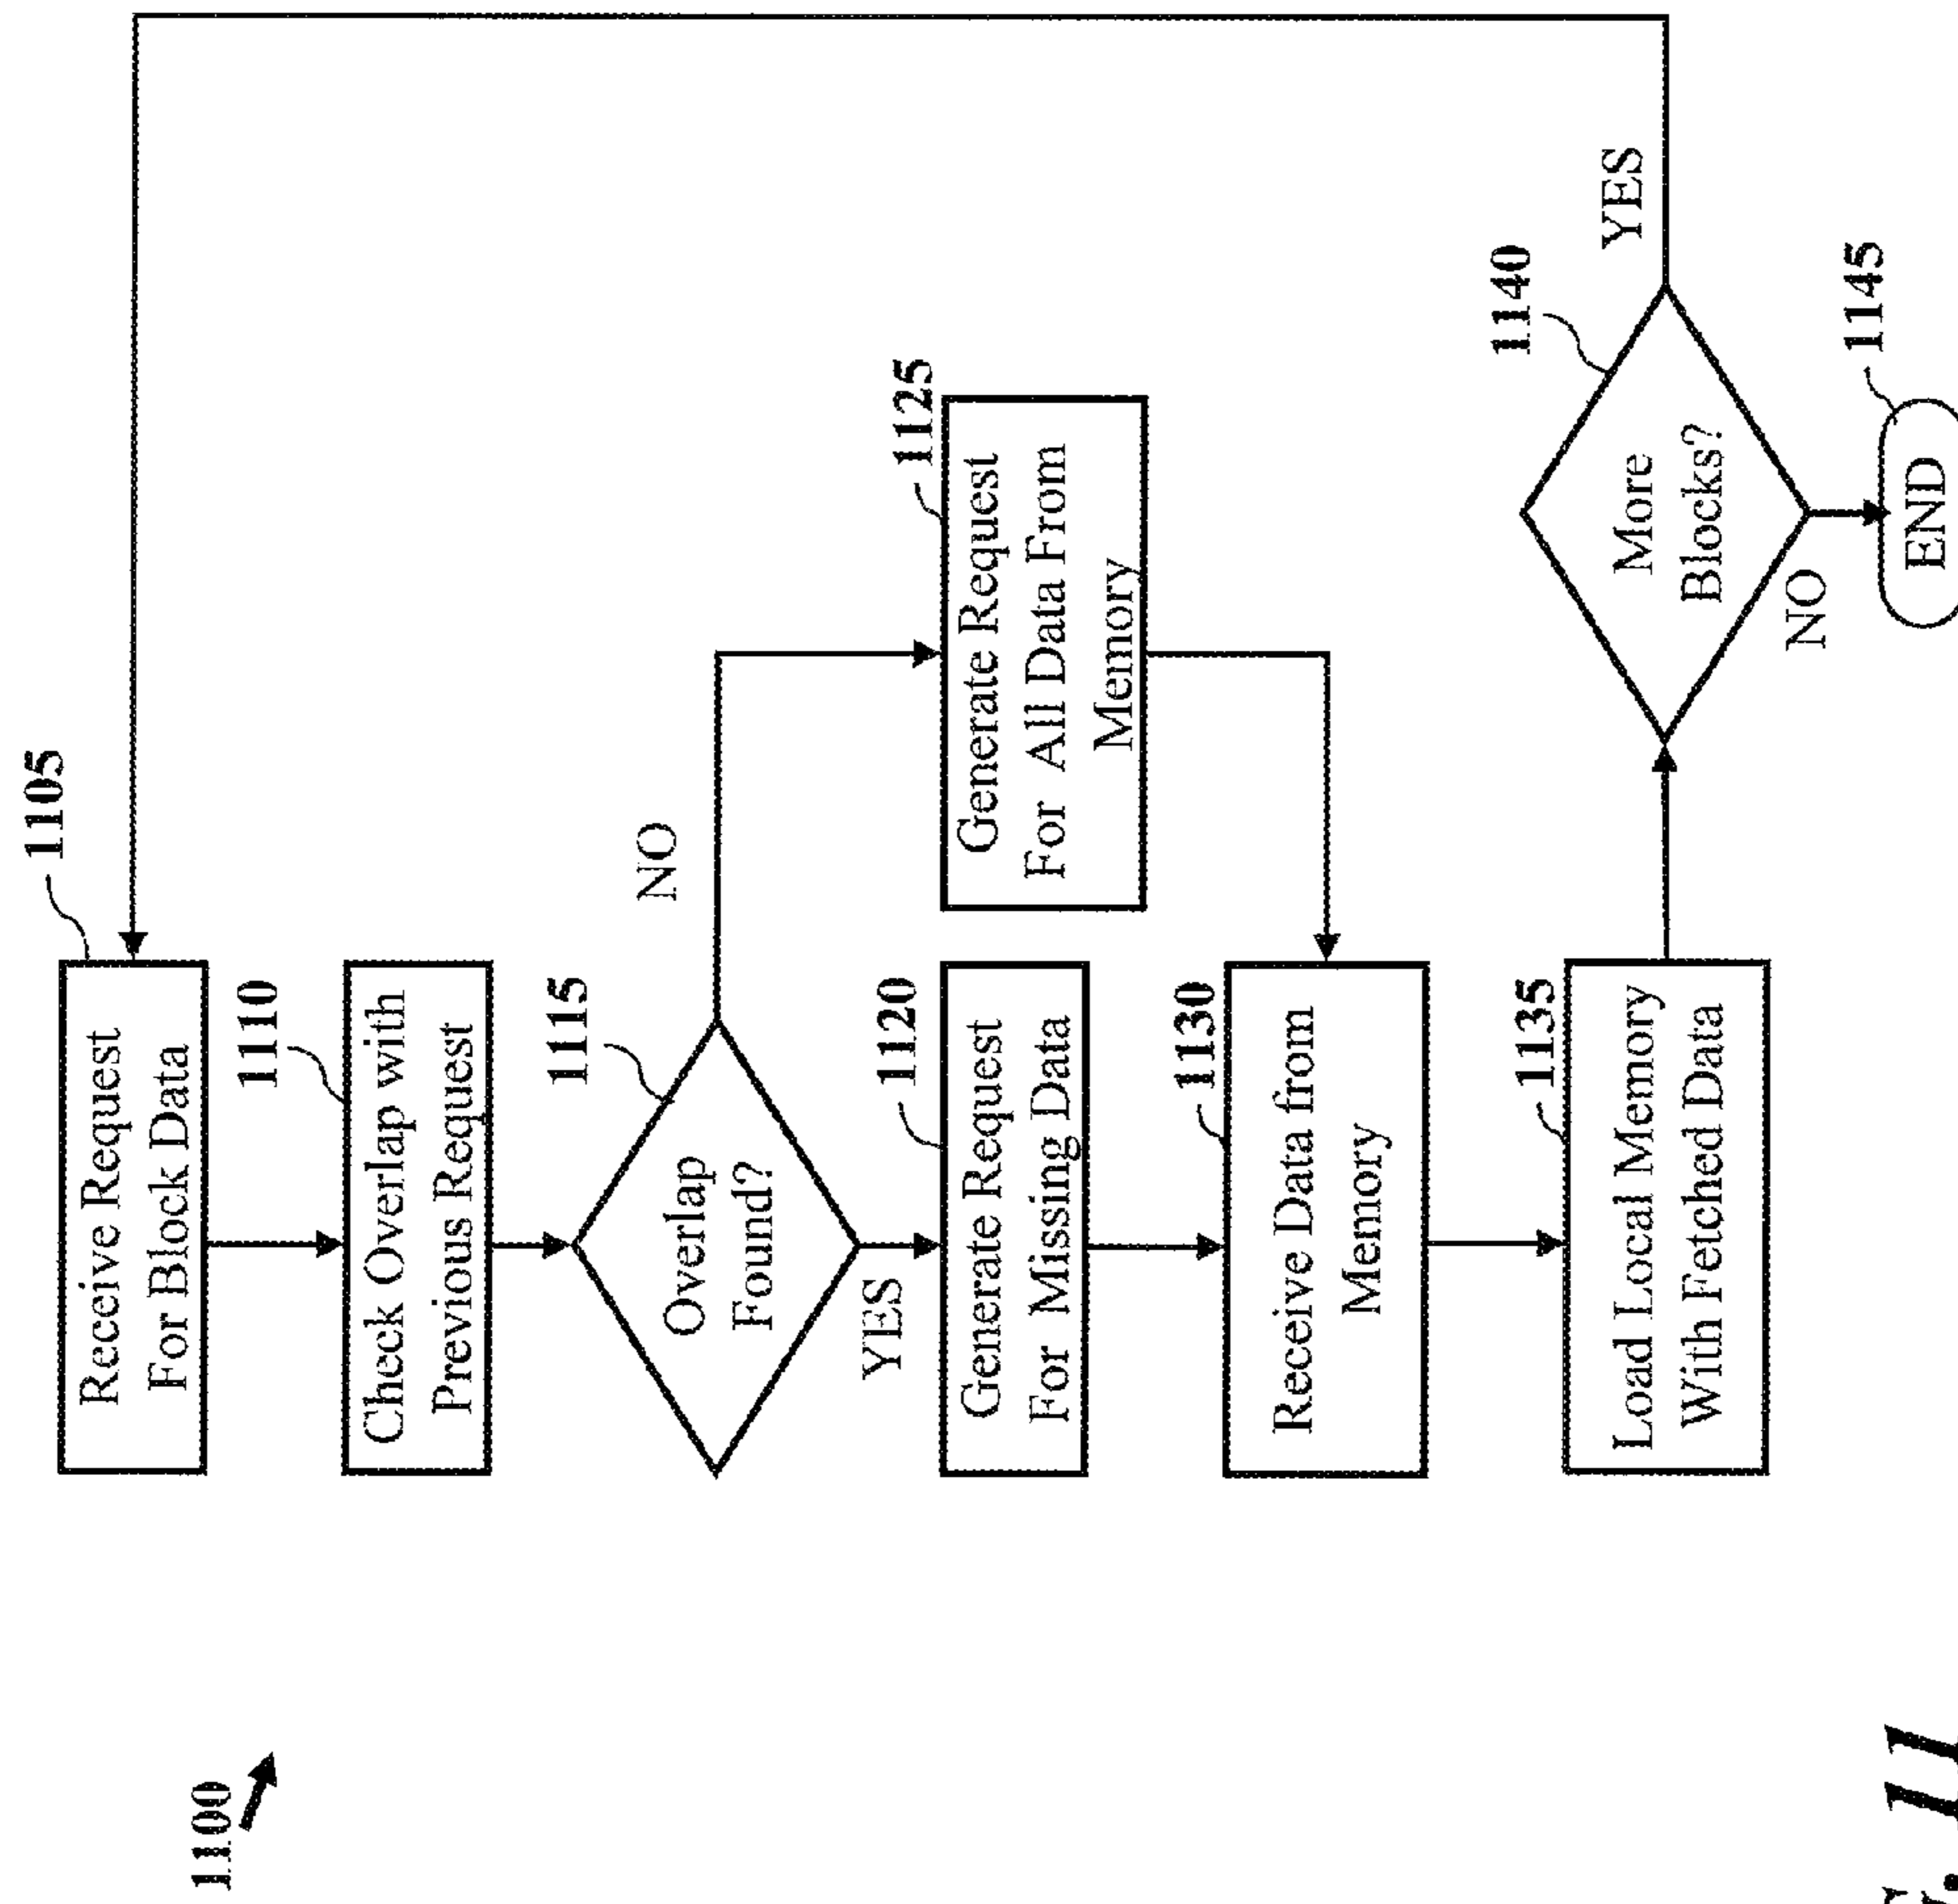 1100
Receive Request
For Block Data
1105
Check Overlap with
Previous Request
1110
Overlap
Found?
1115
NO
YES
Generate Request
For Missing Data
1120
Generate Request
For All Data From
Memory
1125
Receive Data from
Memory
1130
Load Local Memory
With Fetched Data
1135
More
Blocks?
1140
YES
NO
END
1145
11